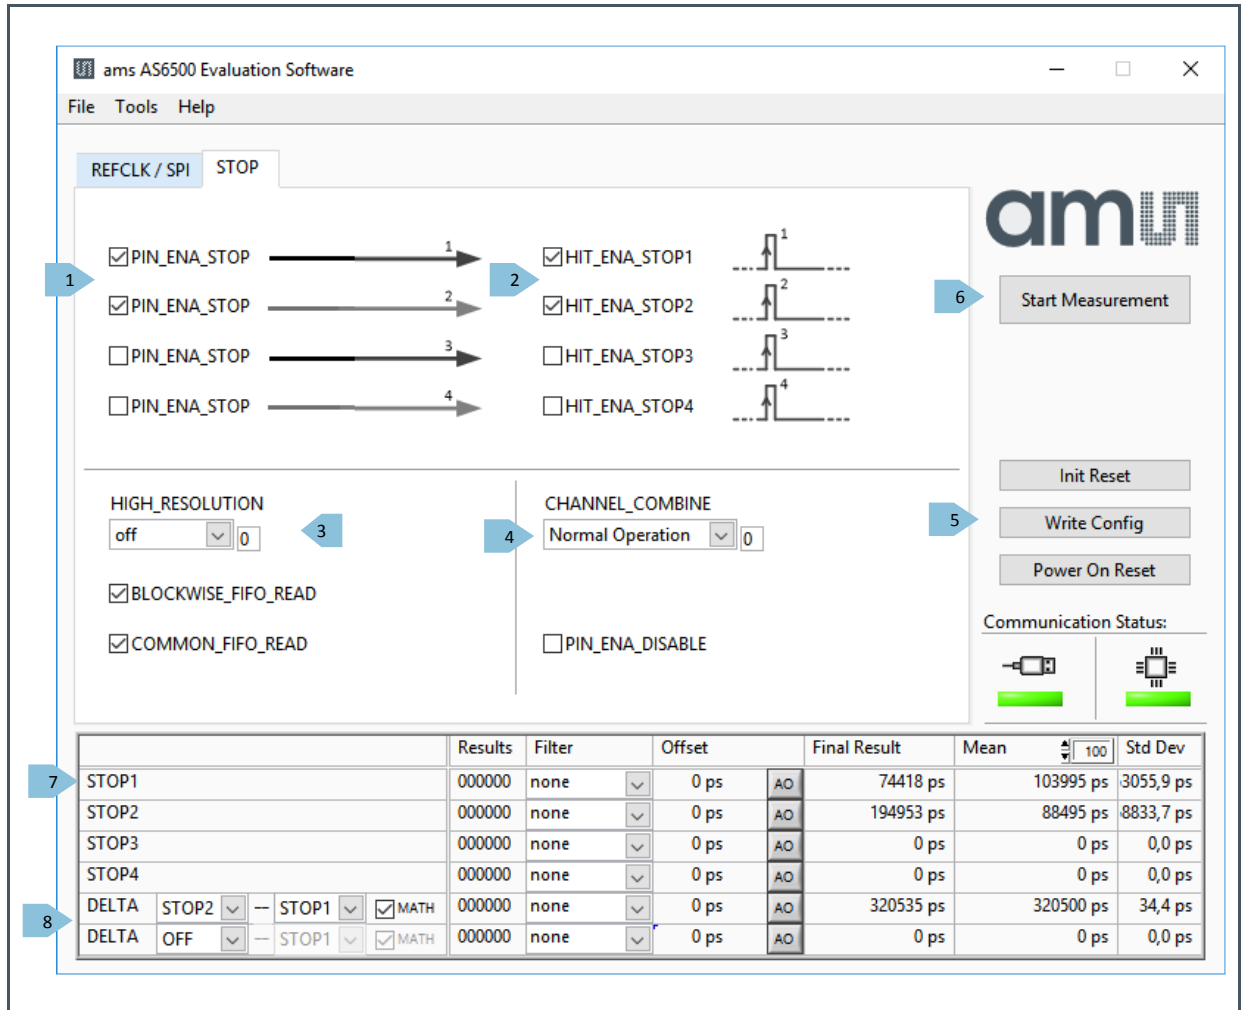 ams AS6500 Evaluation Software
File Tools Help
REFCLK / SPI STOP
amu
1 PIN_ENA_STOP 1 2 HIT_ENA_STOP1 1
PIN_ENA_STOP 2 HIT_ENA_STOP2 2
6 Start Measurement
PIN_ENA_STOP 3 HIT_ENA_STOP3 3
PIN_ENA_STOP 4 HIT_ENA_STOP4 4
Init Reset
HIGH_RESOLUTION CHANNEL_COMBINE
5 Write Config
off 0 3 4 Normal Operation 0
Power On Reset
BLOCKWISE_FIFO_READ
Communication Status:
COMMON_FIFO_READ PIN_ENA_DISABLE
Results Filter Offset Final Result Mean 100 Std Dev
7 STOP1 000000 none 0 ps AO 74418 ps 103995 ps 3055,9 ps
STOP2 000000 none 0 ps AO 194953 ps 88495 ps 8833,7 ps
STOP3 000000 none 0 ps AO 0 ps 0 ps 0,0 ps
STOP4 000000 none 0 ps AO 0 ps 0 ps 0,0 ps
8 DELTA STOP2 -- STOP1 MATH 000000 none 0 ps AO 320535 ps 320500 ps 34,4 ps
DELTA OFF -- STOP1 MATH 000000 none 0 ps AO 0 ps 0 ps 0,0 ps